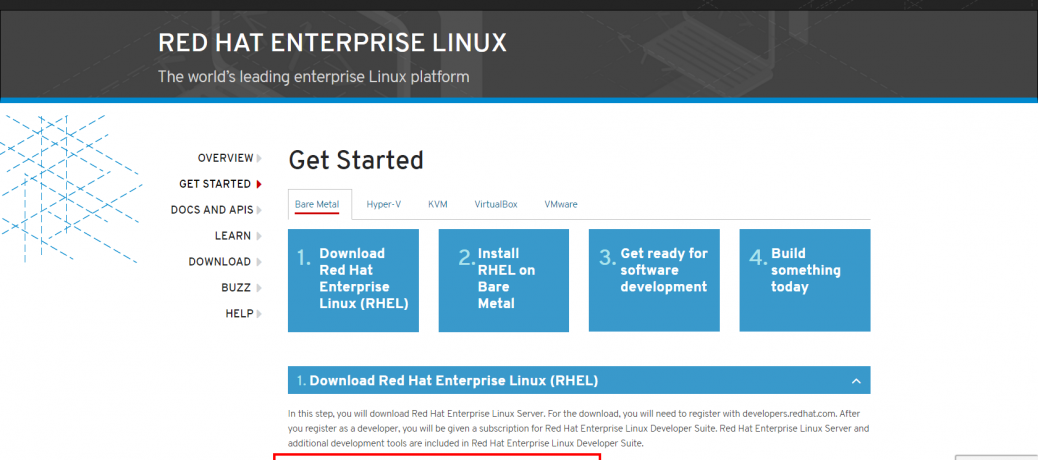 RED HAT ENTERPRISE LINUX
The world's leading enterprise Linux platform
OVERVIEW
GET STARTED
DOCS AND APIS
LEARN
DOWNLOAD
BUZZ
HELP
Get Started
Bare Metal Hyper-V KVM VirtualBox VMware
1. Download
Red Hat
Enterprise
Linux (RHEL)
2. Install
RHEL on
Bare
Metal
3. Get ready for
software
development
4. Build
something
today
1. Download Red Hat Enterprise Linux (RHEL)
In this step, you will download Red Hat Enterprise Linux Server. For the download, you will need to register with developers.redhat.com. After
you register as a developer, you will be given a subscription for Red Hat Enterprise Linux Developer Suite. Red Hat Enterprise Linux Server and
additional development tools are included in Red Hat Enterprise Linux Developer Suite.